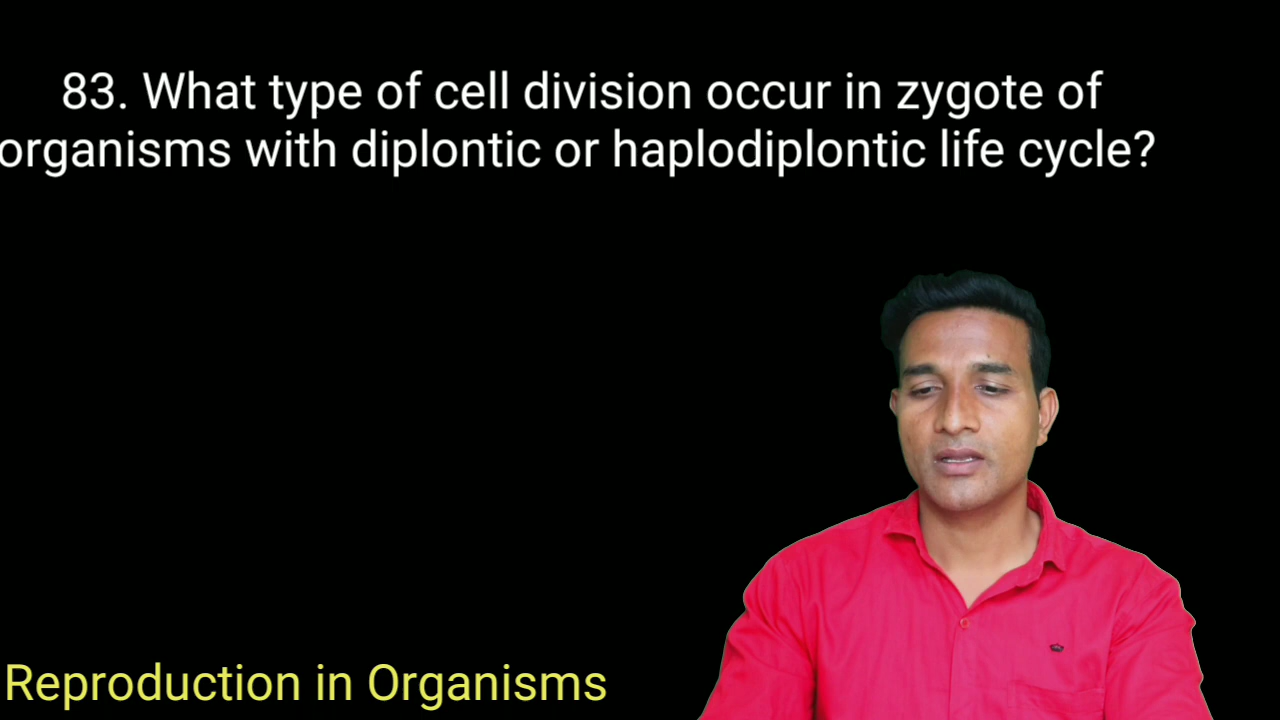 83. What type of cell division occur in zygote of
organisms with diplontic or haplodiplontic life cycle?
Reproduction in Organisms